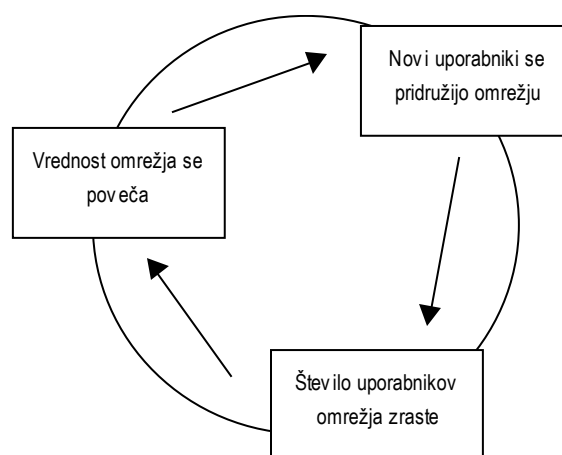 Novi uporabniki se
pridružijo omrežju
Vrednost omrežja se
poveča
Število uporabnikov
omrežja zraste